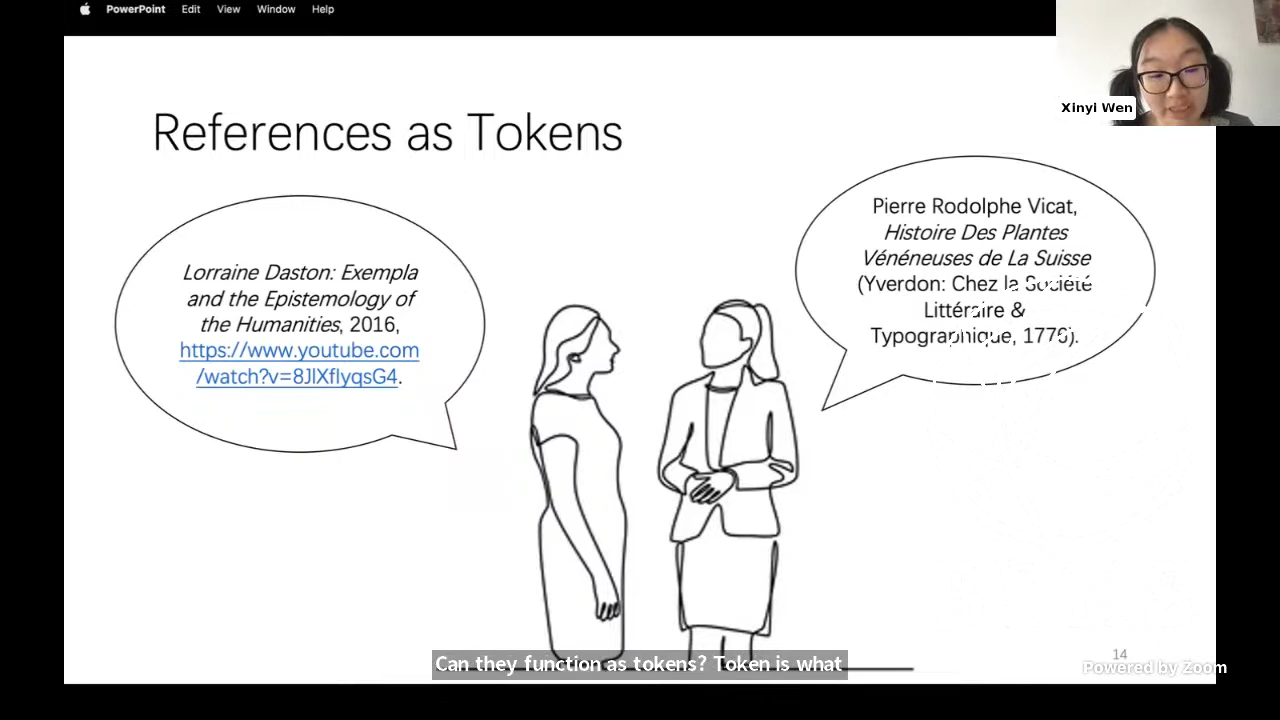 PowerPoint Edit View Window Help
Xinyi Wen
References as Tokens
Lorraine Daston: Exempla
and the Epistemology of
the Humanities, 2016,
https://www.youtube.com
/watch?v=8JlXflyqsG4.
Pierre Rodolphe Vicat,
Histoire Des Plantes
Vénéneuses de La Suisse
(Yverdon: Chez la Société
Littéraire &
Typographique, 1776).
Can they function as tokens? Token is what
14
Powered by Zoom